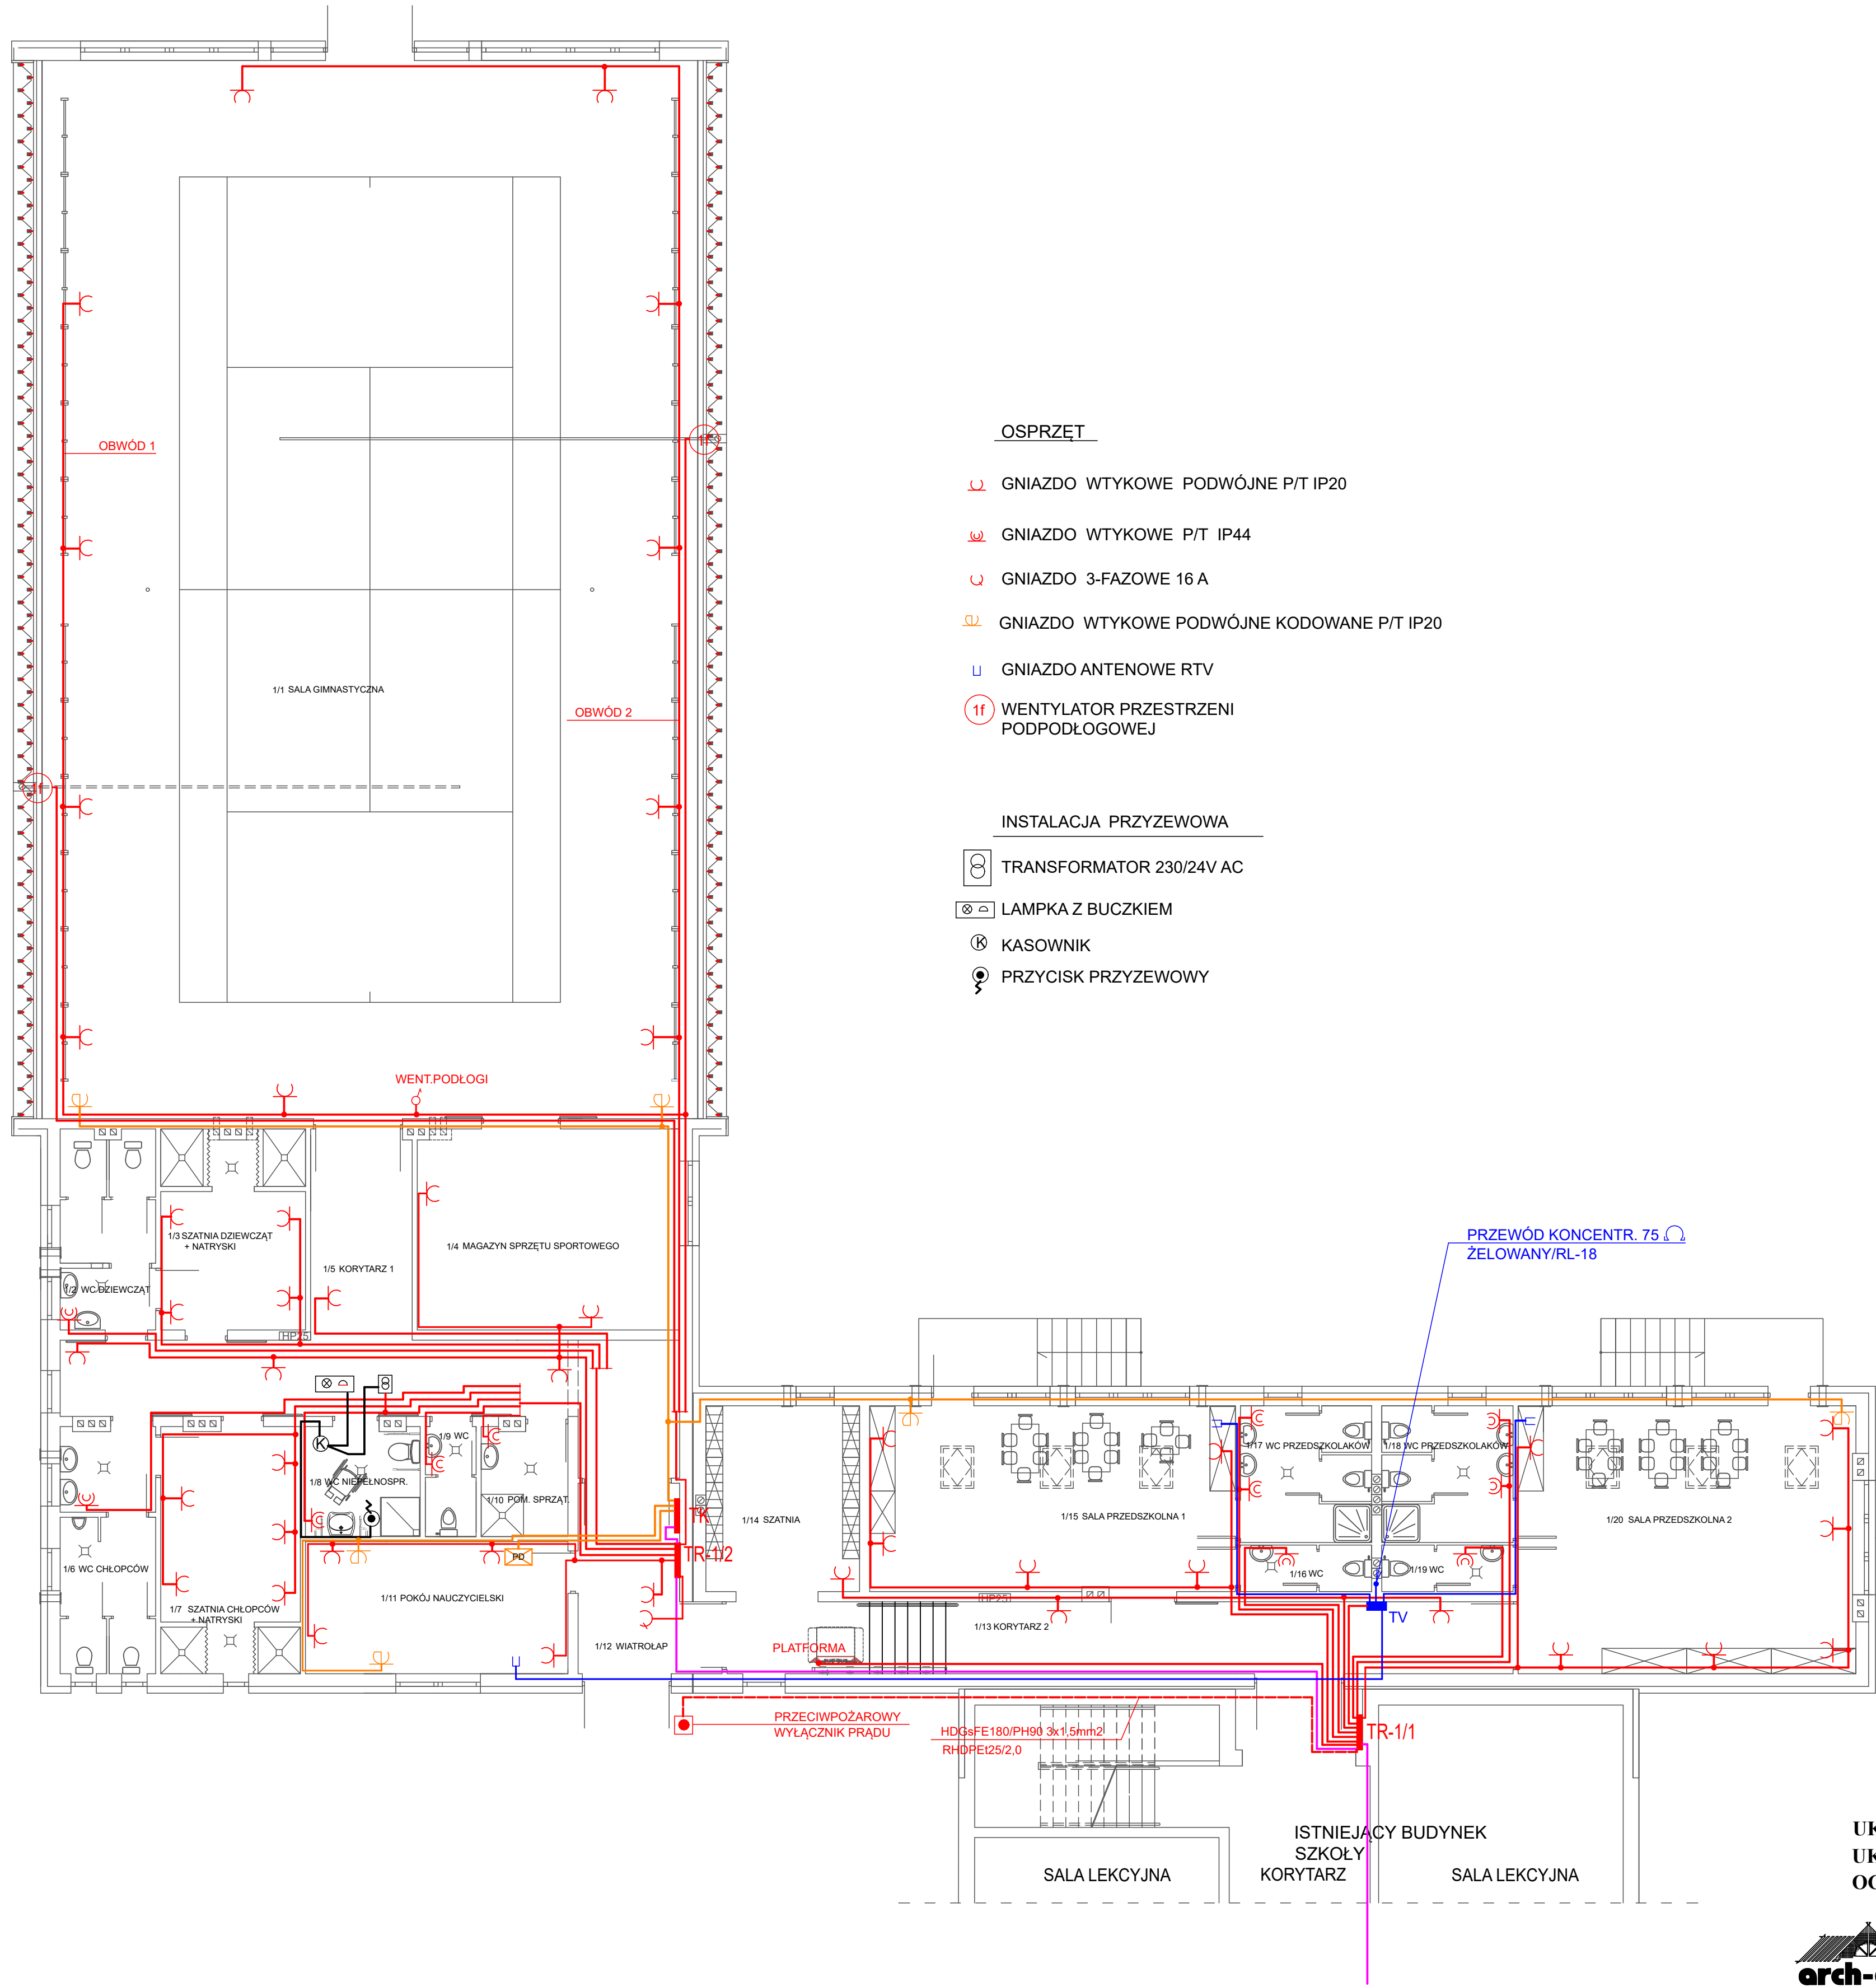 OBWÓD 1
1f
OSPRZĘT
GNIAZDO WTYKOWE PODWÓJNE P/T IP20
GNIAZDO WTYKOWE P/T IP44
GNIAZDO 3-FAZOWE 16 A
GNIAZDO WTYKOWE PODWÓJNE KODOWANE P/T IP20
GNIAZDO ANTENOWE RTV
1f
WENTYLATOR PRZESTRZENI
PODPODŁOGOWEJ
1/1 SALA GIMNASTYCZNA
OBWÓD 2
1f
INSTALACJA PRZYZEWOWA
TRANSFORMATOR 230/24V AC
LAMPKA Z BUCZKIEM
K
KASOWNIK
PRZYCISK PRZYZEWOWY
WENT.PODŁOGI
1/3 SZATNIA DZIEWCZĄT
+ NATRYSKI
1/4 MAGAZYN SPRZĘTU SPORTOWEGO
1/5 KORYTARZ 1
1/2 WC DZIEWCZĄT
HP25
PRZEWÓD KONCENTR. 75 Ω
ŻELOWANY/RL-18
K
1/9 WC
1/8 WC NIEPEŁNOSPR.
1/10 POM. SPRZĄT.
1/17 WC PRZEDSZKOLAKÓW
1/18 WC PRZEDSZKOLAKÓW
TK
1/14 SZATNIA
1/15 SALA PRZEDSZKOLNA 1
1/20 SALA PRZEDSZKOLNA 2
TR-1/2
PD
1/6 WC CHŁOPCÓW
1/16 WC
1/19 WC
1/11 POKÓJ NAUCZYCIELSKI
HP25
1/7 SZATNIA CHŁOPCÓW
+ NATRYSKI
TV
1/13 KORYTARZ 2
1/12 WIATROŁAP
PLATFORMA
PRZECIWPOŻAROWY
WYŁĄCZNIK PRĄDU
HDGsFE180/PH90 3x1,5mm2
RHDPEt25/2,0
TR-1/1
ISTNIEJĄCY BUDYNEK
SZKOŁY
SALA LEKCYJNA
KORYTARZ
SALA LEKCYJNA
arch-